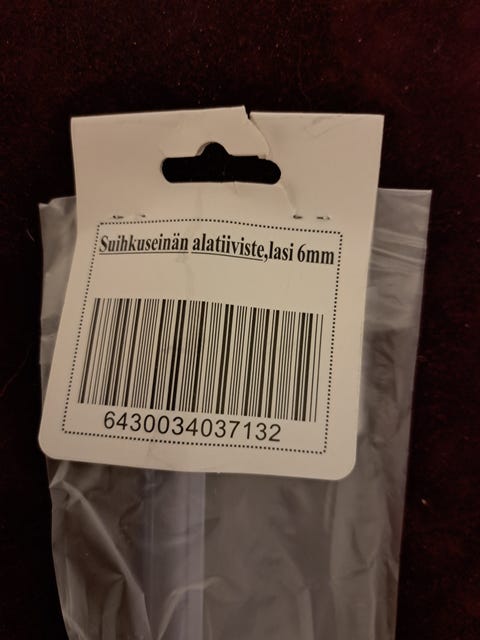 Suihkuseinän alatiiviste,lasi 6mm
6430034037132